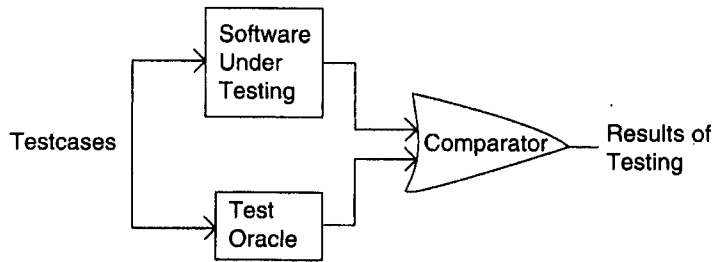 Software
Under
Testing
Testcases
Comparator
Results of
Testing
Test
Oracle